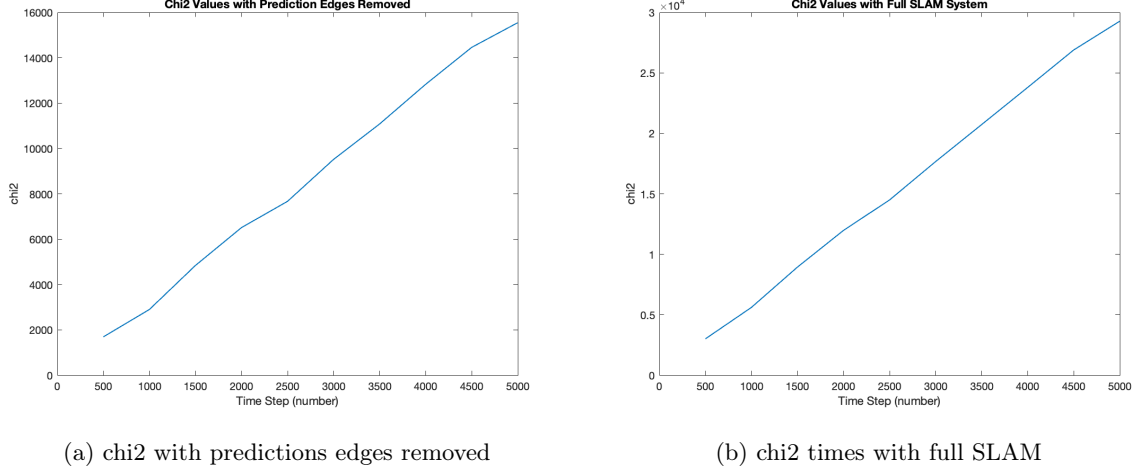 Chi2 Values with Prediction Edges Removed
16000
14000
12000
10000
8000
6000
4000
2000
0
chi2
0 500 1000 1500 2000 2500 3000 3500 4000 4500 5000
Time Step (number)
(a) chi2 with predictions edges removed
Chi2 Values with Full SLAM System
×10⁴
3
2.5
2
1.5
1
0.5
0
chi2
0 500 1000 1500 2000 2500 3000 3500 4000 4500 5000
Time Step (number)
(b) chi2 times with full SLAM